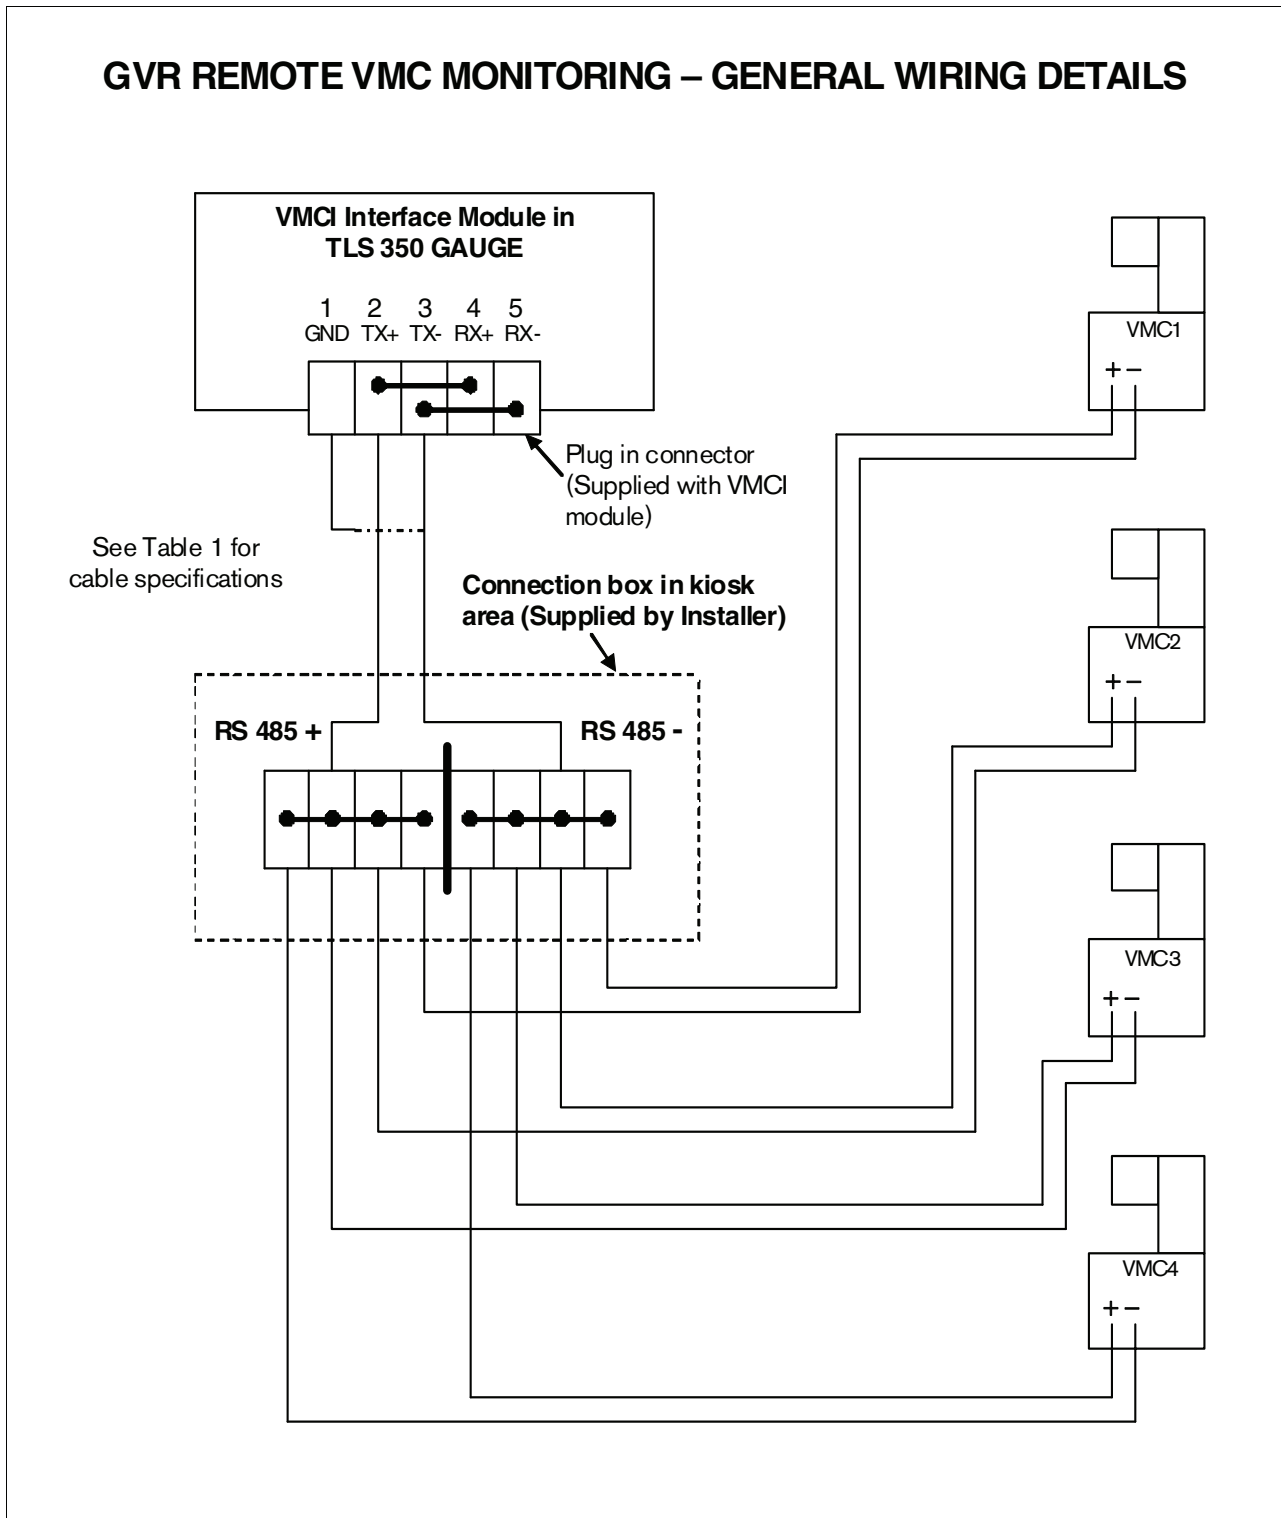 GVR REMOTE VMC MONITORING – GENERAL WIRING DETAILS
VMCI Interface Module in
TLS 350 GAUGE
1 2 3 4 5
GND TX+ TX- RX+ RX-
Plug in connector
(Supplied with VMCI
module)
See Table 1 for
cable specifications
Connection box in kiosk
area (Supplied by Installer)
RS 485 +
RS 485 -
VMC1
+ −
VMC2
+ −
VMC3
+ −
VMC4
+ −